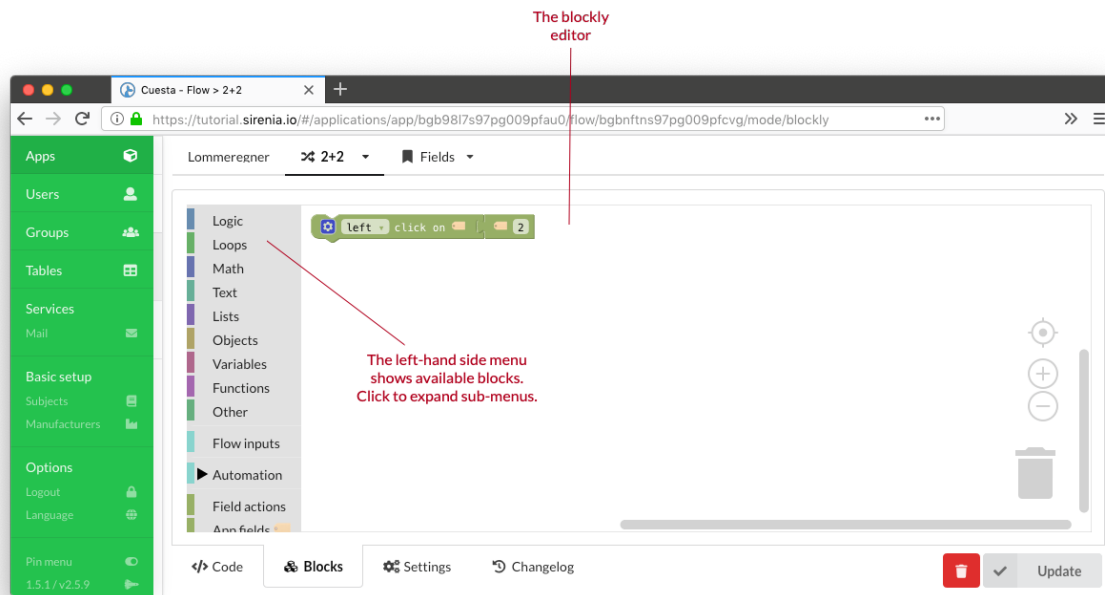 The blockly
editor
Cuesta - Flow > 2+2
https://tutorial.sirenia.io/#/applications/app/bgb98l7s97pg009pfau0/flow/bgbnftns97pg009pfcvg/mode/blockly
Apps
Users
Groups
Tables
Services
Mail
Basic setup
Subjects
Manufacturers
Options
Logout
Language
Pin menu
1.5.1 / v2.5.9
Lommeregner
2+2
Fields
Logic
Loops
Math
Text
Lists
Objects
Variables
Functions
Other
Flow inputs
Automation
Field actions
App fields
left click on 2
The left-hand side menu
shows available blocks.
Click to expand sub-menus.
</> Code
Blocks
Settings
Changelog
Update